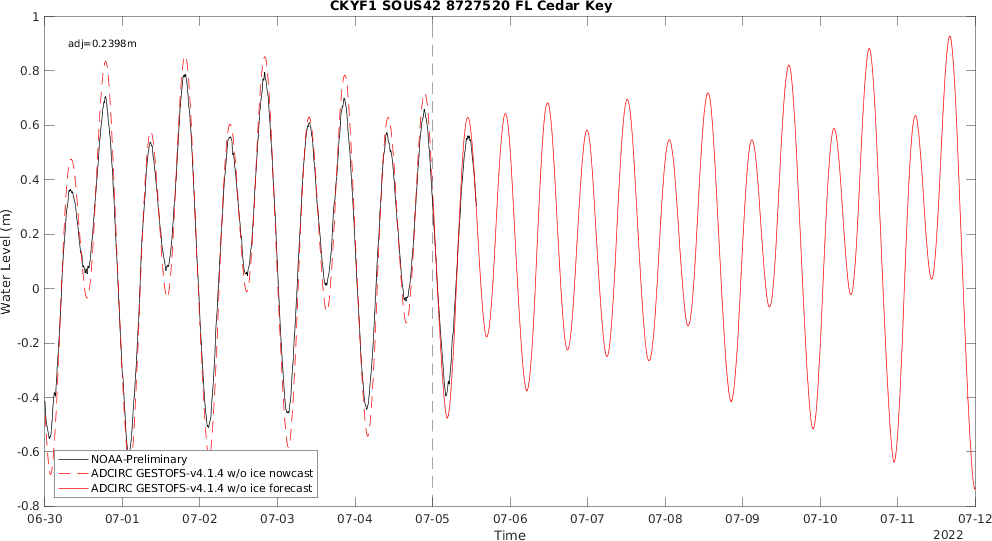 CKYF1 SOUS42 8727520 FL Cedar Key
adj=0.2398m
1
0.8
0.6
0.4
0.2
0
-0.2
-0.4
-0.6
-0.8
Water Level (m)
NOAA-Preliminary
ADCIRC GESTOFS-v4.1.4 w/o ice nowcast
ADCIRC GESTOFS-v4.1.4 w/o ice forecast
06-30 07-01 07-02 07-03 07-04 07-05 07-06 07-07 07-08 07-09 07-10 07-11 07-12
Time
2022